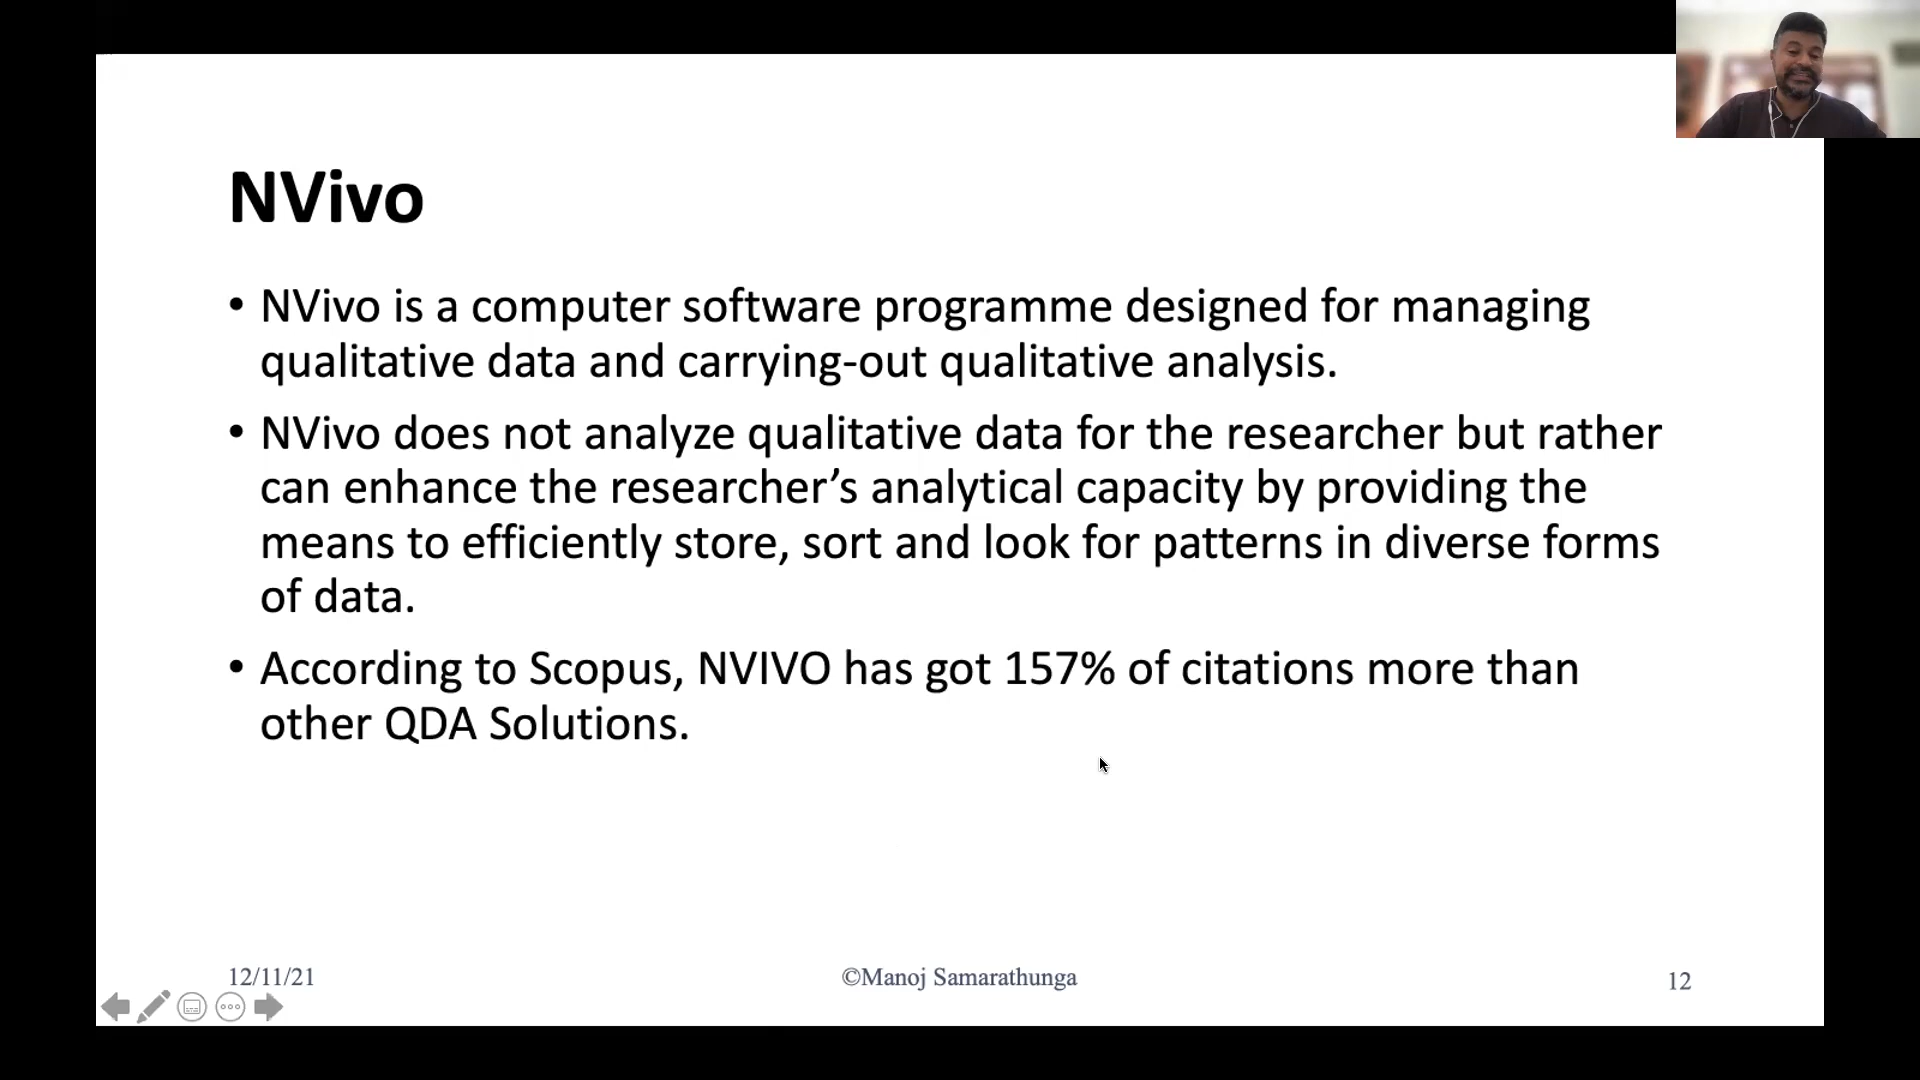 NVivo
• NVivo is a computer software programme designed for managing
qualitative data and carrying-out qualitative analysis.
• NVivo does not analyze qualitative data for the researcher but rather
can enhance the researcher’s analytical capacity by providing the
means to efficiently store, sort and look for patterns in diverse forms
of data.
• According to Scopus, NVIVO has got 157% of citations more than
other QDA Solutions.
12/11/21
©Manoj Samarathunga
12